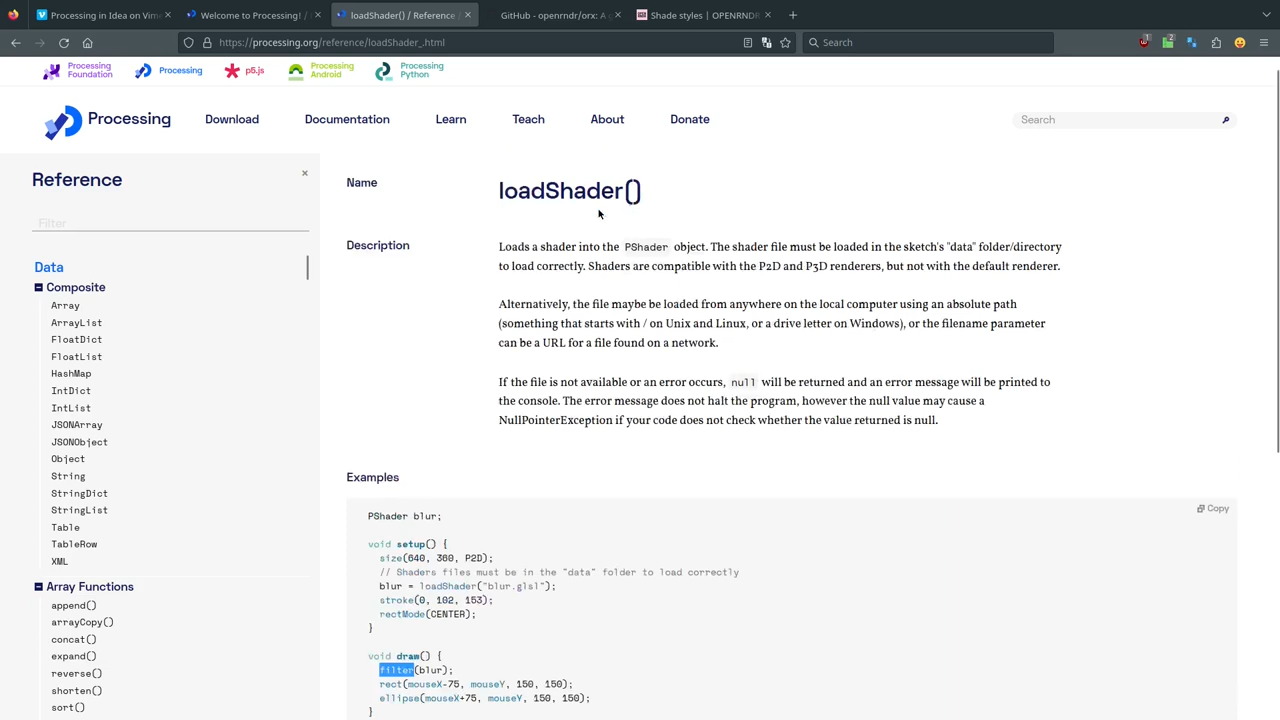 Processing in Idea on Vime
Welcome to Processing! /
loadShader() / Reference /
GitHub - openrndr/orx: A g
Shade styles | OPENRNDR
https://processing.org/reference/loadShader_.html
Search
Processing Foundation
Processing
p5.js
Processing Android
Processing Python
Processing
Download
Documentation
Learn
Teach
About
Donate
Search
Reference
×
Filter
Data
Composite
Array
ArrayList
FloatDict
FloatList
HashMap
IntDict
IntList
JSONArray
JSONObject
Object
String
StringDict
StringList
Table
TableRow
XML
Array Functions
append()
arrayCopy()
concat()
expand()
reverse()
shorten()
sort()
Name
loadShader()
Description
Loads a shader into the PShader object. The shader file must be loaded in the sketch's "data" folder/directory
to load correctly. Shaders are compatible with the P2D and P3D renderers, but not with the default renderer.
Alternatively, the file maybe be loaded from anywhere on the local computer using an absolute path
(something that starts with / on Unix and Linux, or a drive letter on Windows), or the filename parameter
can be a URL for a file found on a network.
If the file is not available or an error occurs, null will be returned and an error message will be printed to
the console. The error message does not halt the program, however the null value may cause a
NullPointerException if your code does not check whether the value returned is null.
Examples
Copy
PShader blur;
void setup() {
size(640, 360, P2D);
// Shaders files must be in the "data" folder to load correctly
blur = loadShader("blur.glsl");
stroke(0, 102, 153);
rectMode(CENTER);
}
void draw() {
filter(blur);
rect(mouseX-75, mouseY, 150, 150);
ellipse(mouseX+75, mouseY, 150, 150);
}